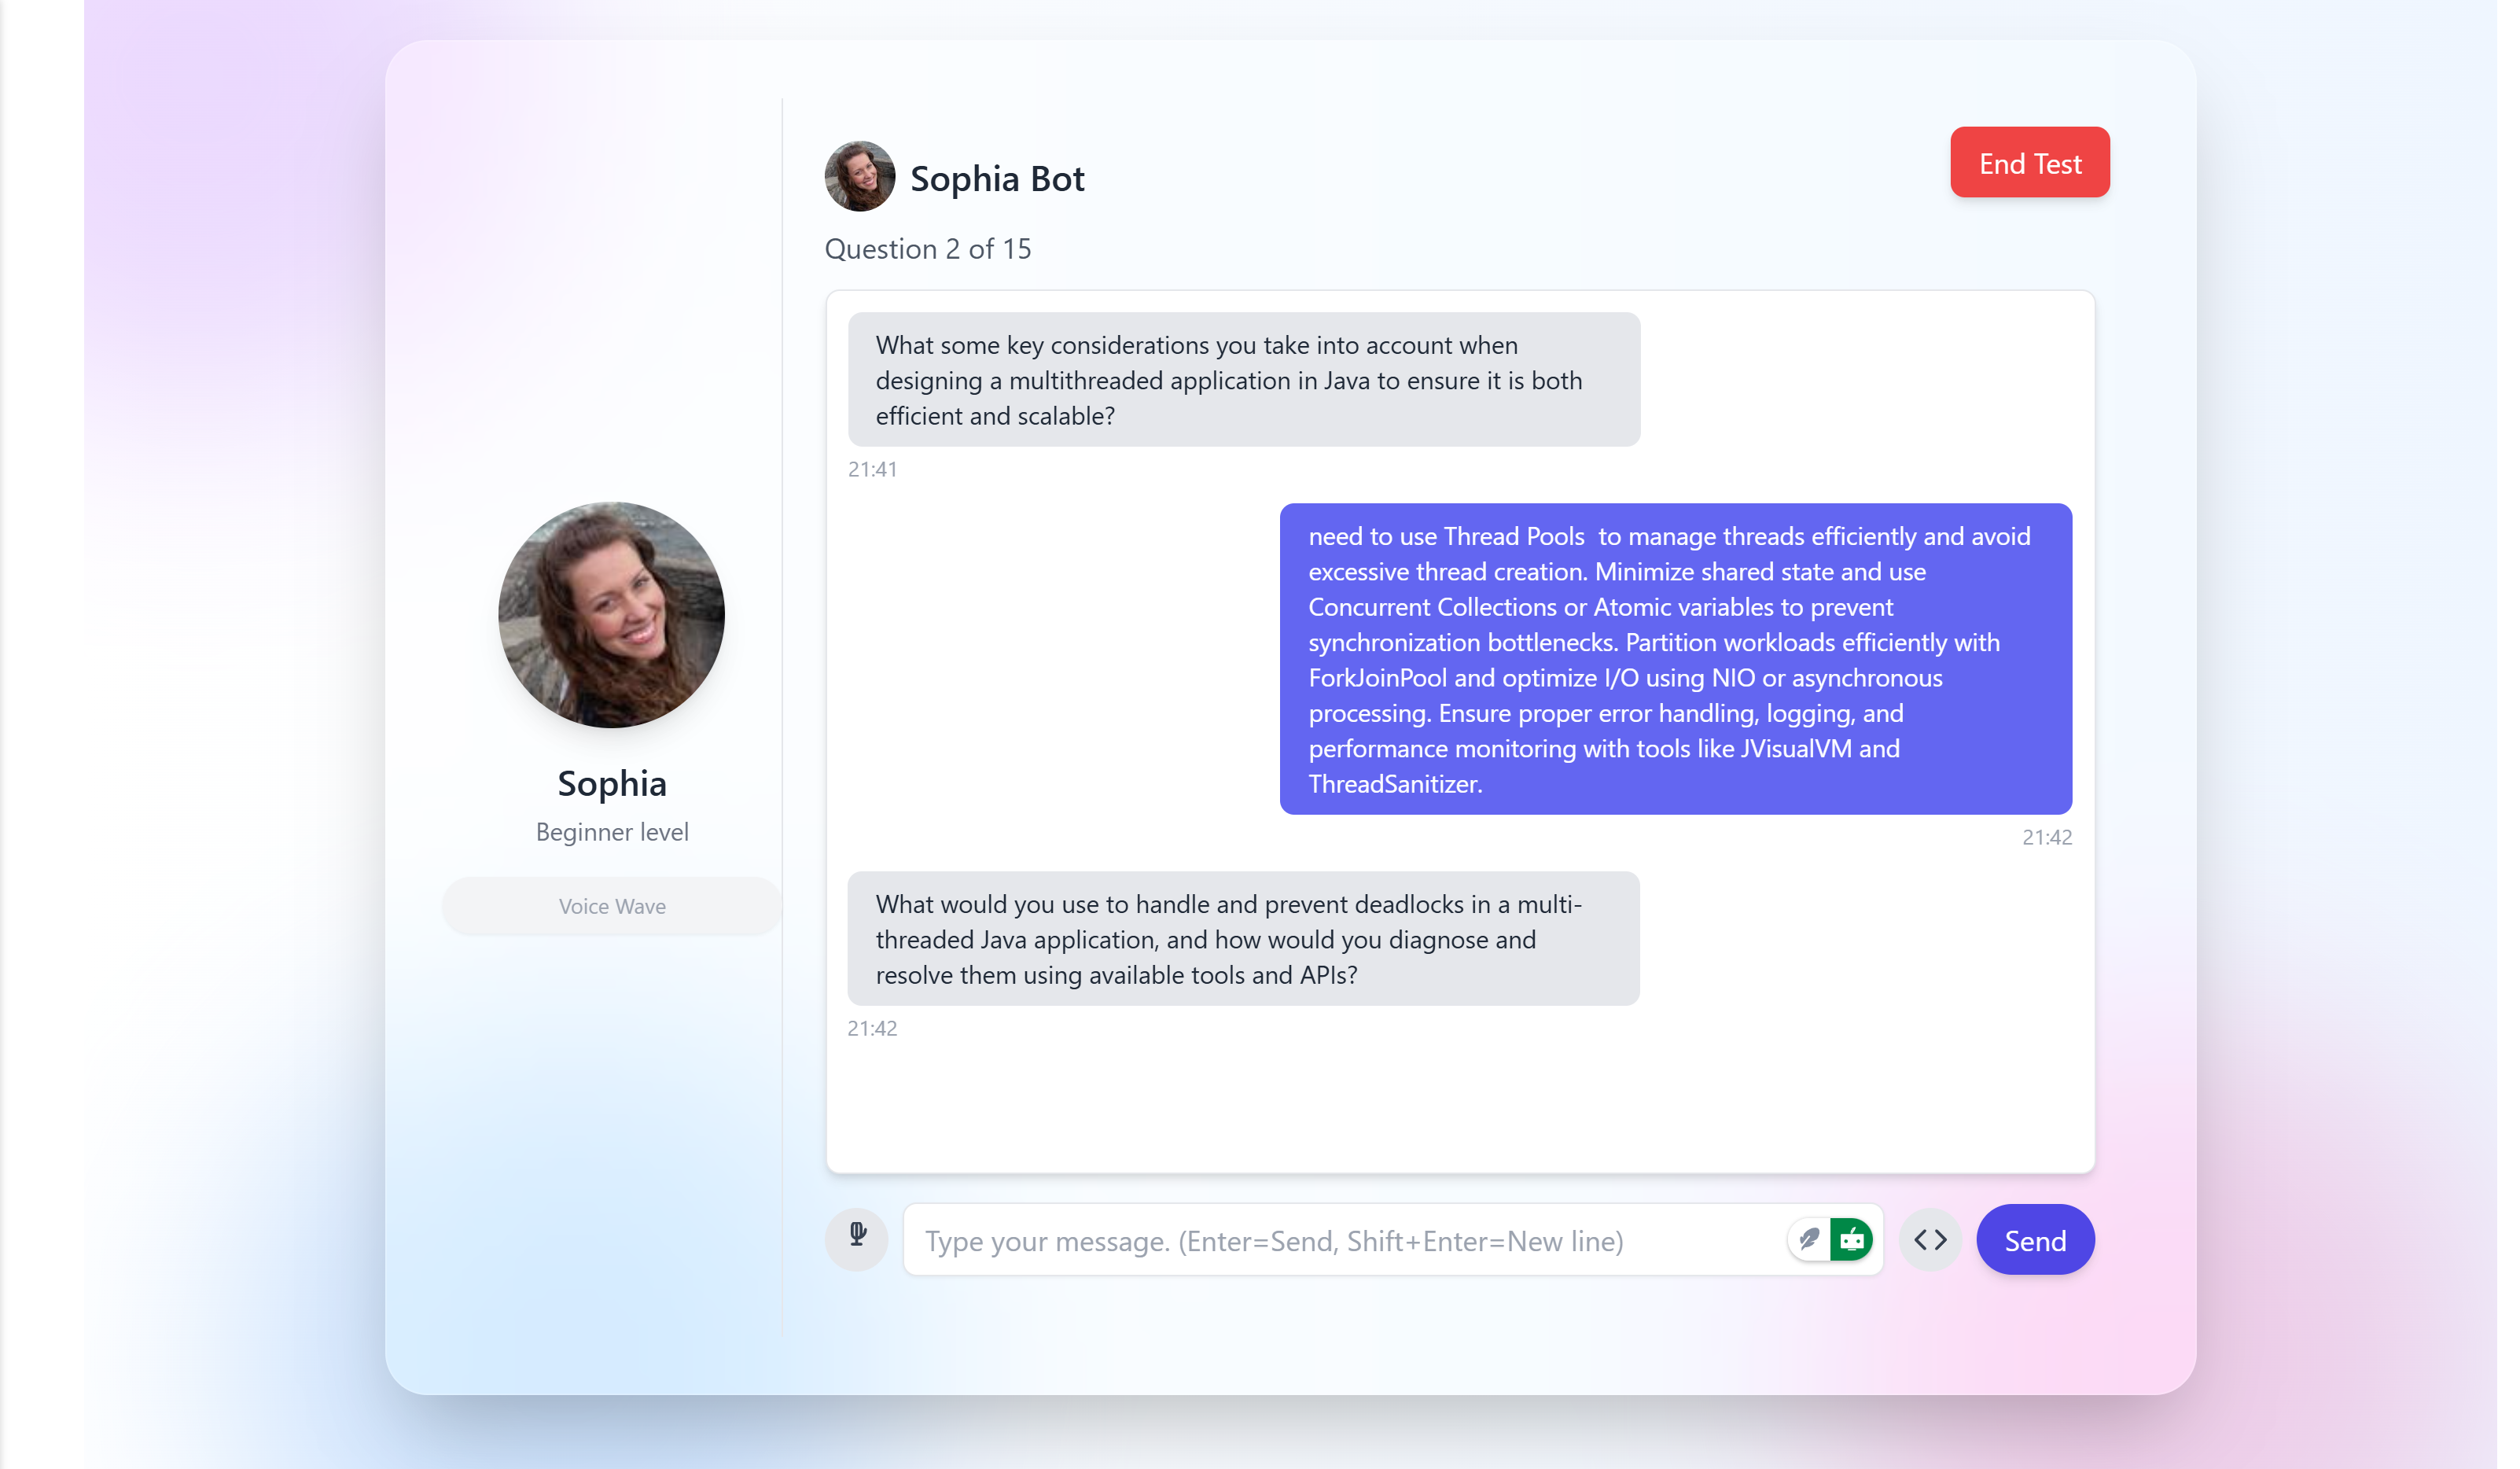 Sophia Bot
End Test
Question 2 of 15
What some key considerations you take into account when
designing a multithreaded application in Java to ensure it is both
efficient and scalable?
21:41
need to use Thread Pools  to manage threads efficiently and avoid
excessive thread creation. Minimize shared state and use
Concurrent Collections or Atomic variables to prevent
synchronization bottlenecks. Partition workloads efficiently with
ForkJoinPool and optimize I/O using NIO or asynchronous
processing. Ensure proper error handling, logging, and
performance monitoring with tools like JVisualVM and
ThreadSanitizer.
21:42
What would you use to handle and prevent deadlocks in a multi-
threaded Java application, and how would you diagnose and
resolve them using available tools and APIs?
21:42
Sophia
Beginner level
Voice Wave
Type your message. (Enter=Send, Shift+Enter=New line)
Send